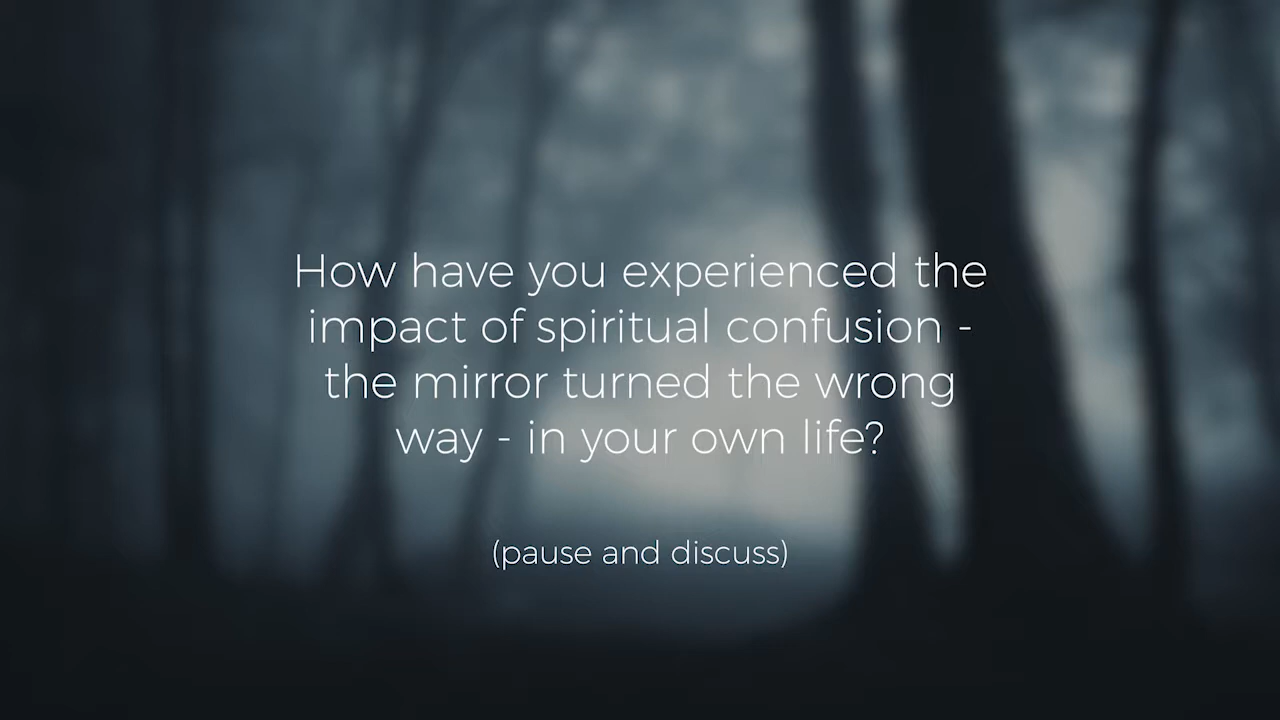 How have you experienced the
impact of spiritual confusion -
the mirror turned the wrong
way - in your own life?
(pause and discuss)